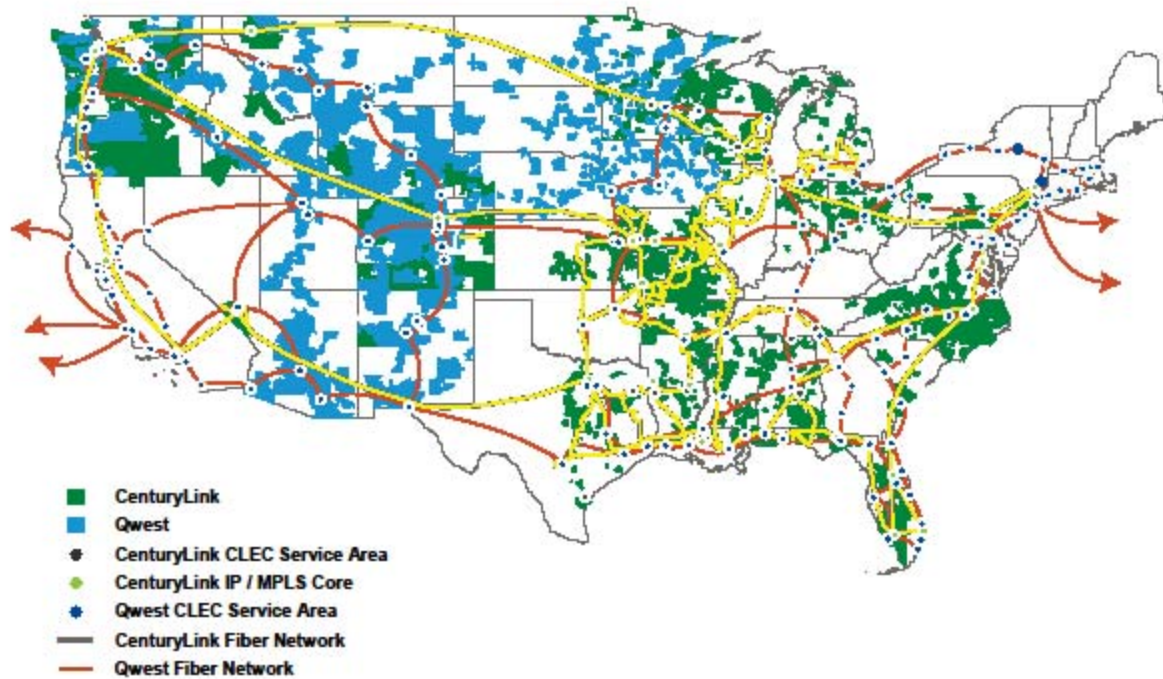 CenturyLink
Qwest
CenturyLink CLEC Service Area
CenturyLink IP / MPLS Core
Qwest CLEC Service Area
CenturyLink Fiber Network
Qwest Fiber Network